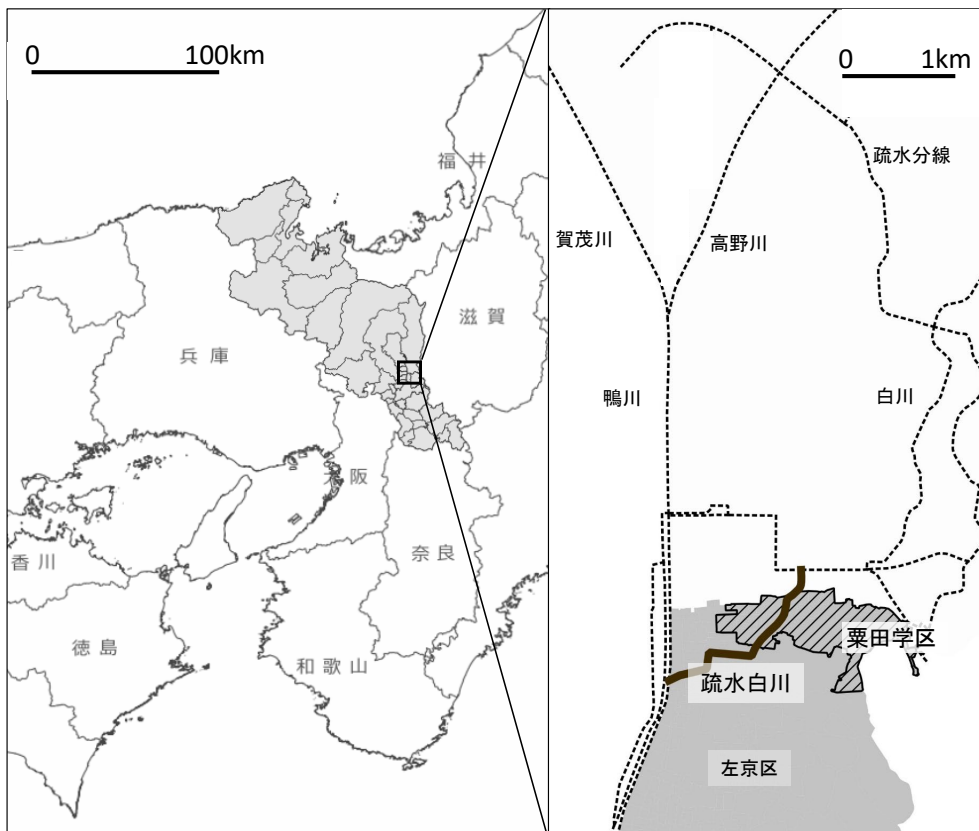 0 100km
福井
滋賀
兵庫
大阪
奈良
香川
徳島
和歌山
0 1km
疏水分線
賀茂川
高野川
鴨川
白川
粟田学区
疏水白川
左京区